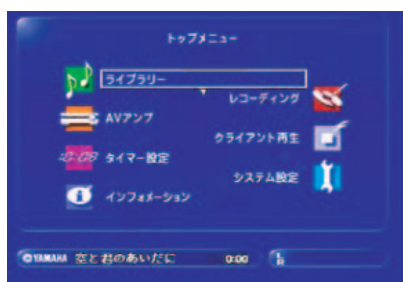 トップメニュー
ライブラリー
レコーディング
AVアンプ
クライアント再生
タイマー設定
システム設定
インフォメーション
©YAMAHA 空と君のあいだに 0:00